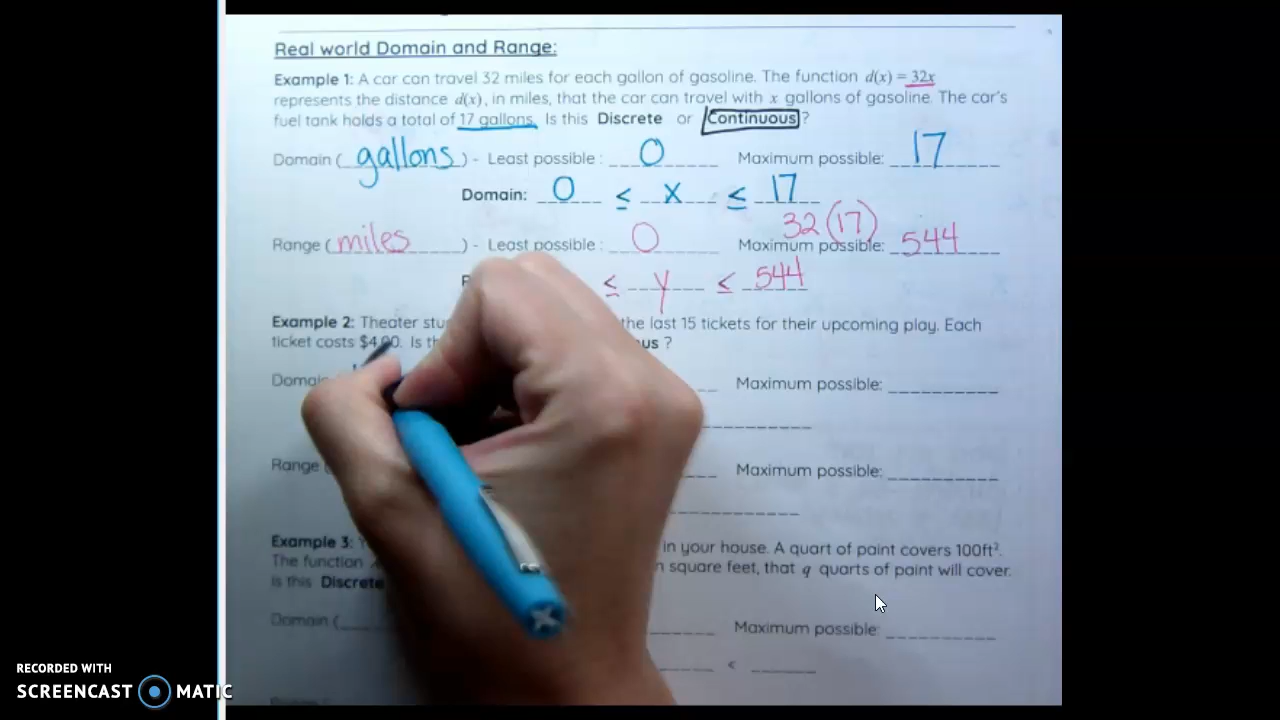 Real world Domain and Range:
Example 1: A car can travel 32 miles for each gallon of gasoline. The function d(x) = 32x
represents the distance d(x), in miles, that the car can travel with x gallons of gasoline. The car's
fuel tank holds a total of 17 gallons. Is this Discrete or Continuous ?
Domain ( gallons ) - Least possible : 0 Maximum possible: 17
Domain: 0 ≤ x ≤ 17
32 (17)
Range ( miles ) - Least possible : 0 Maximum possible: 544
≤ y ≤ 544
Example 2: Theater the last 15 tickets for their upcoming play. Each
ticket costs $4.00. Is ?
Domain Maximum possible:
Range Maximum possible:
Example 3: in your house. A quart of paint covers 100ft².
The function square feet, that q quarts of paint will cover.
Is this Discrete
Domain ( Maximum possible:
<
RECORDED WITH
SCREENCAST MATIC